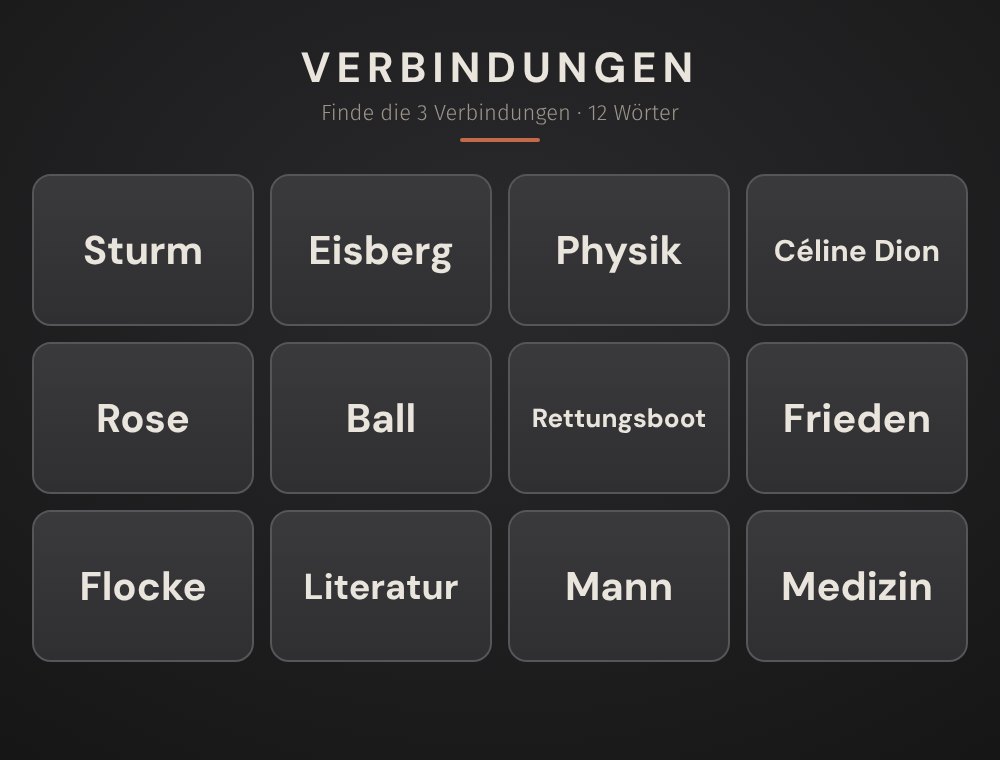 VERBINDUNGEN
Finde die 3 Verbindungen · 12 Wörter
Sturm
Eisberg
Physik
Céline Dion
Rose
Ball
Rettungsboot
Frieden
Flocke
Literatur
Mann
Medizin